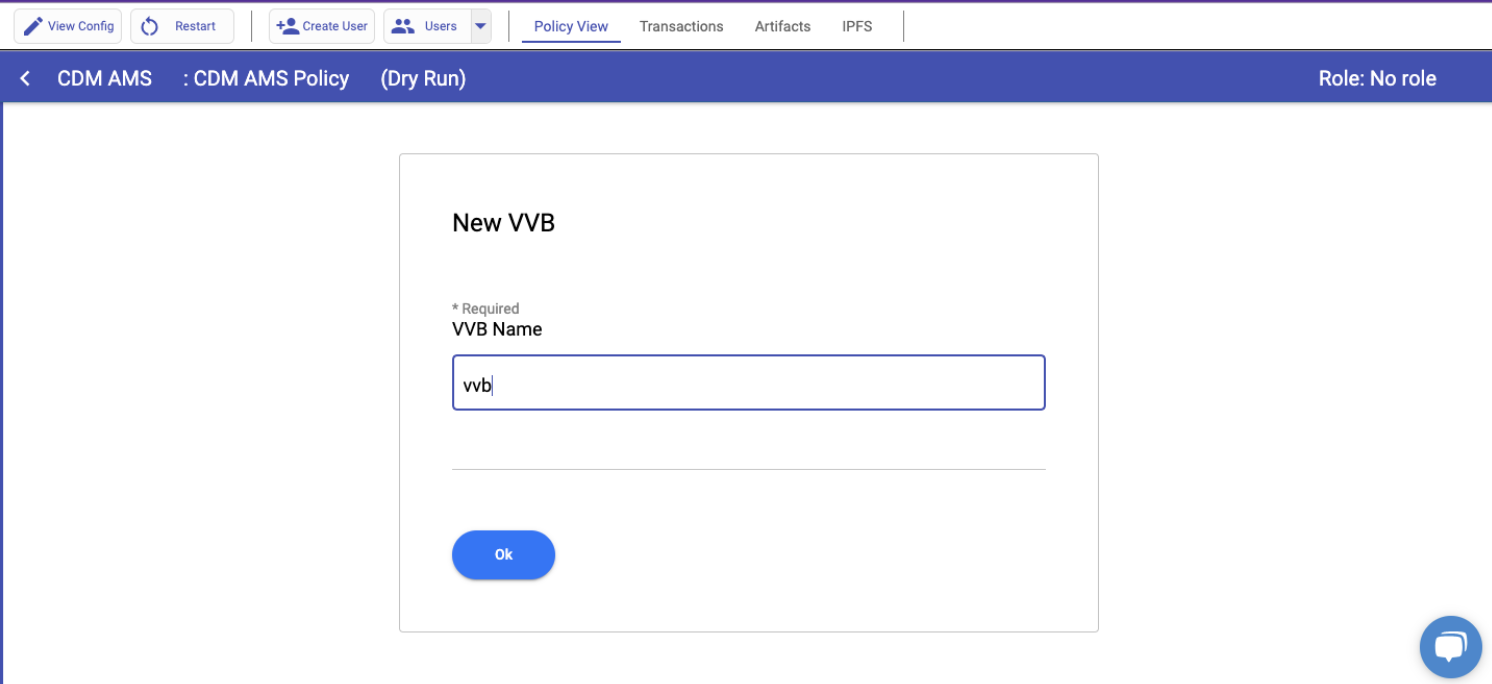 View Config Restart Create User Users Policy View Transactions Artifacts IPFS
CDM AMS : CDM AMS Policy (Dry Run) Role: No role
New VVB
* Required
VVB Name
vvb
Ok